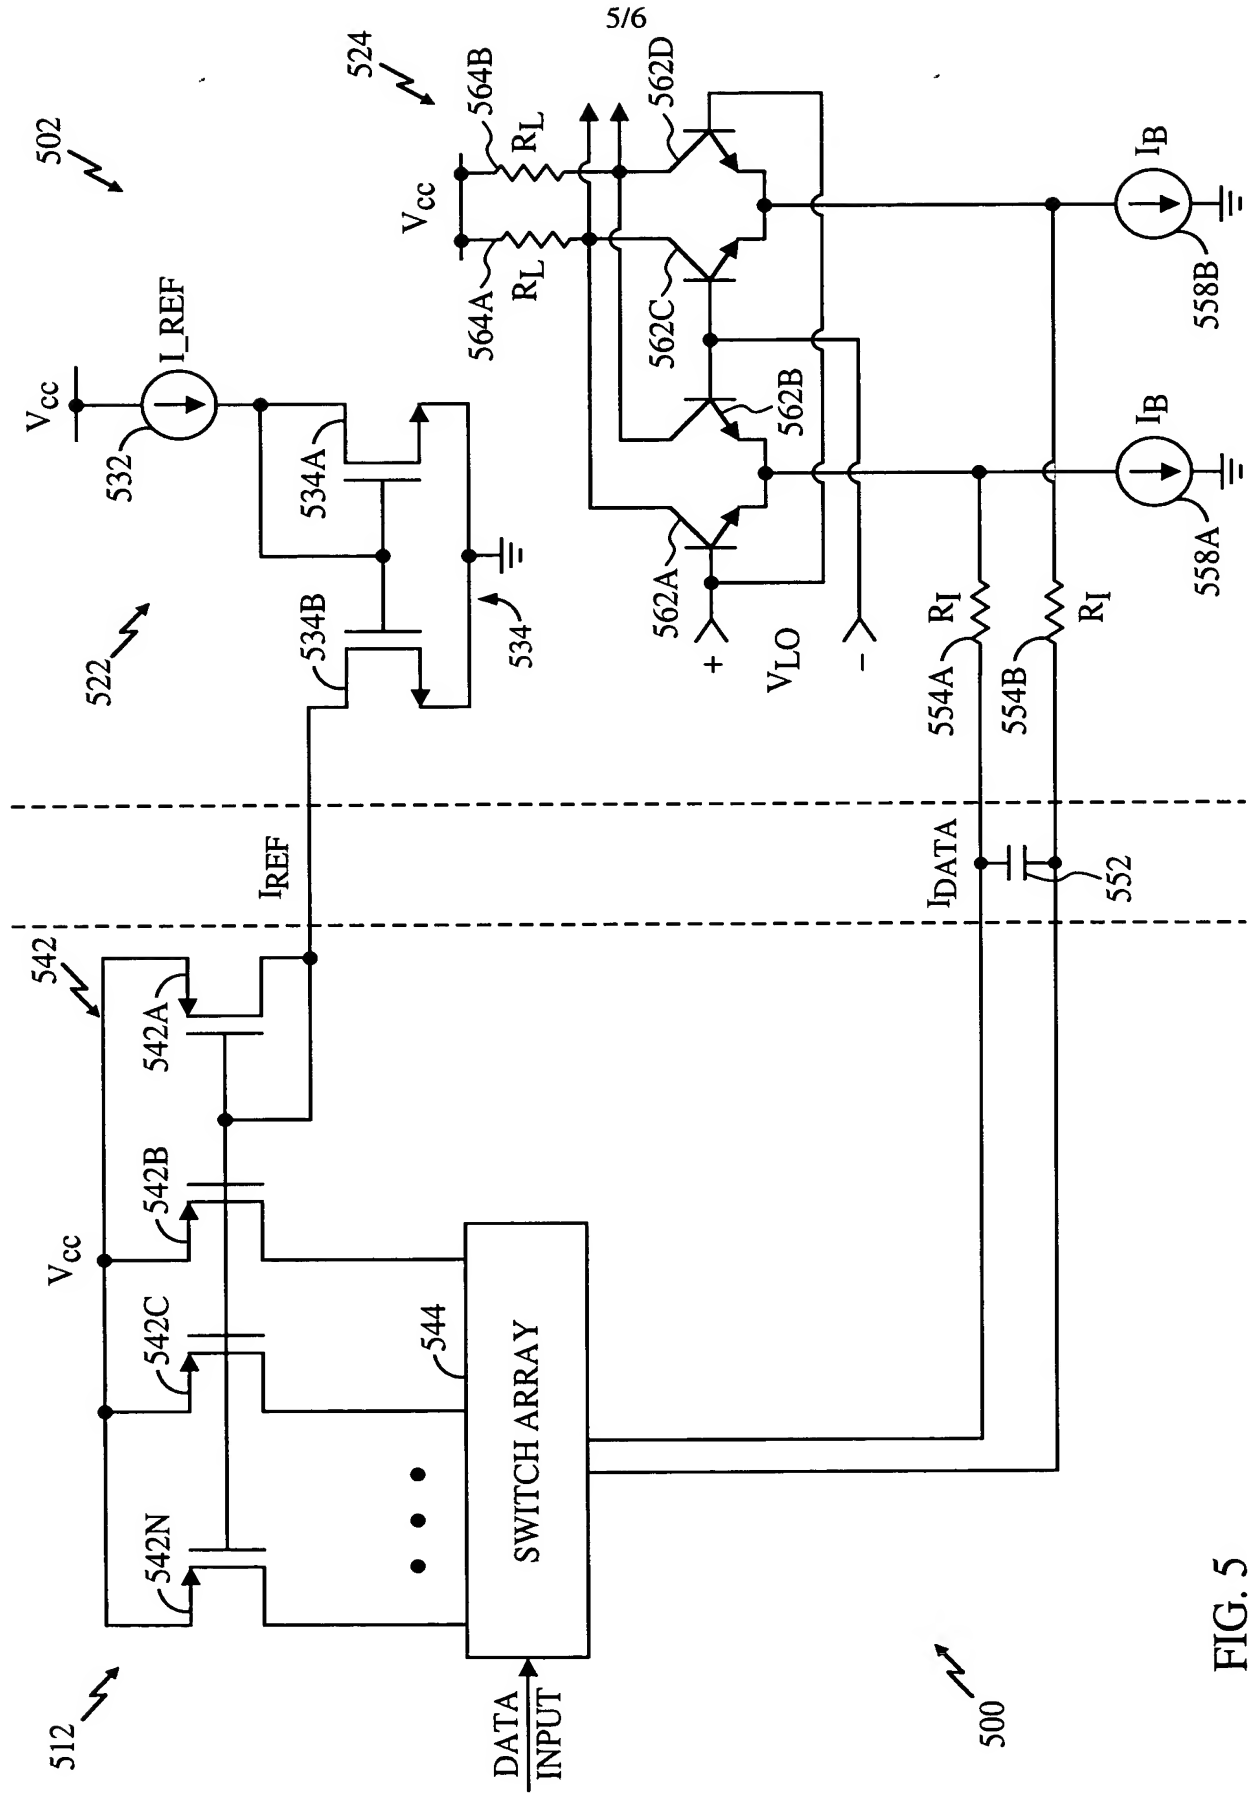 5/6
502
522
Vcc
I_REF
532
534A
534B
534
524
Vcc
564A
564B
RL
RL
562A
562B
562C
562D
+
VLO
-
554A
RI
554B
RI
558A
IB
558B
IB
IREF
IDATA
552
512
542
Vcc
542A
542B
542C
542N
544
SWITCH ARRAY
DATA
INPUT
500
FIG. 5